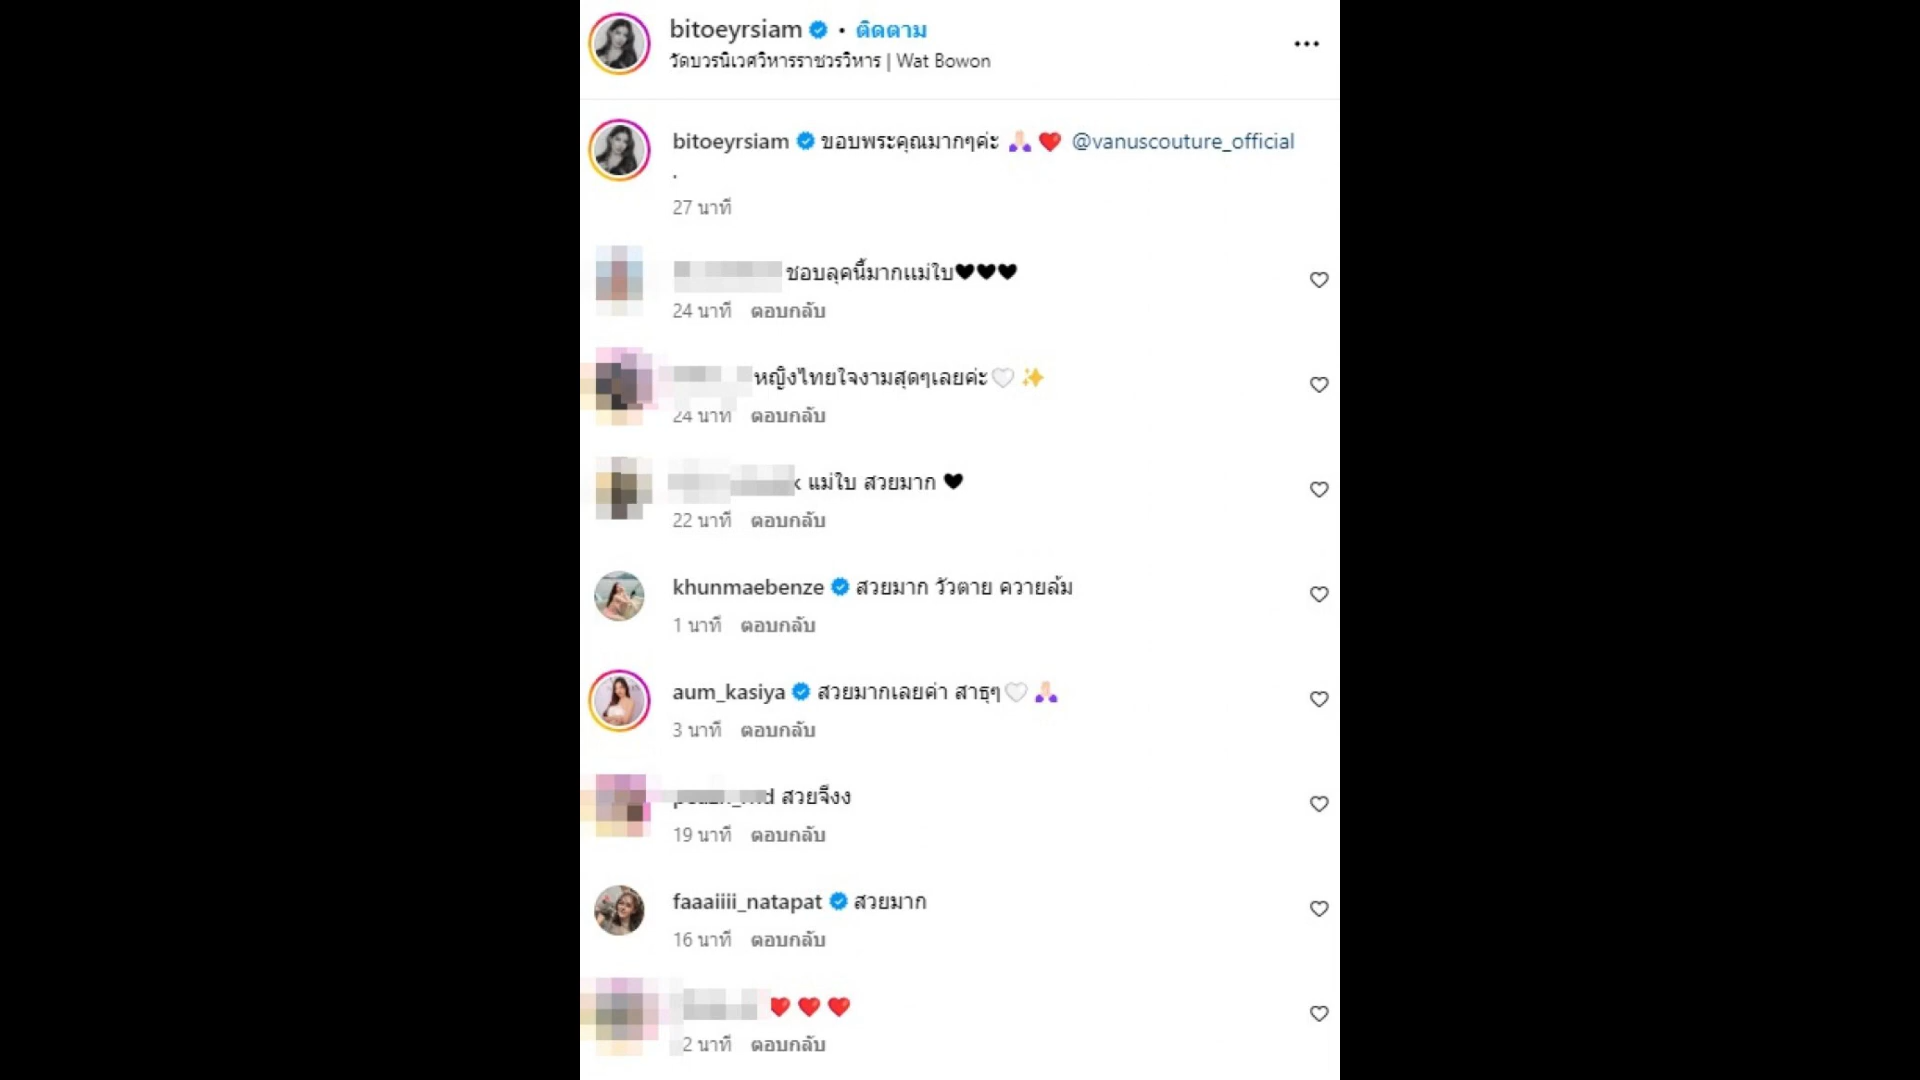 bitoeyrsiam • ติดตาม
วัดบวรนิเวศวิหารราชวรวิหาร | Wat Bowon
bitoeyrsiam ขอบพระคุณมากๆค่ะ 🙏🏻 ❤️ @vanuscouture_official
.
27 นาที
ชอบลุคนี้มากแม่ใบ🖤🖤🖤
24 นาที ตอบกลับ
หญิงไทยใจงามสุดๆเลยค่ะ🤍 ✨
24 นาที ตอบกลับ
แม่ใบ สวยมาก 🖤
22 นาที ตอบกลับ
khunmaebenze สวยมาก วัวตาย ควายล้ม
1 นาที ตอบกลับ
aum_kasiya สวยมากเลยค่า สาธุๆ🤍 🙏🏻
3 นาที ตอบกลับ
สวยจึงง
19 นาที ตอบกลับ
faaaiiii_natapat สวยมาก
16 นาที ตอบกลับ
❤️ ❤️ ❤️
2 นาที ตอบกลับ